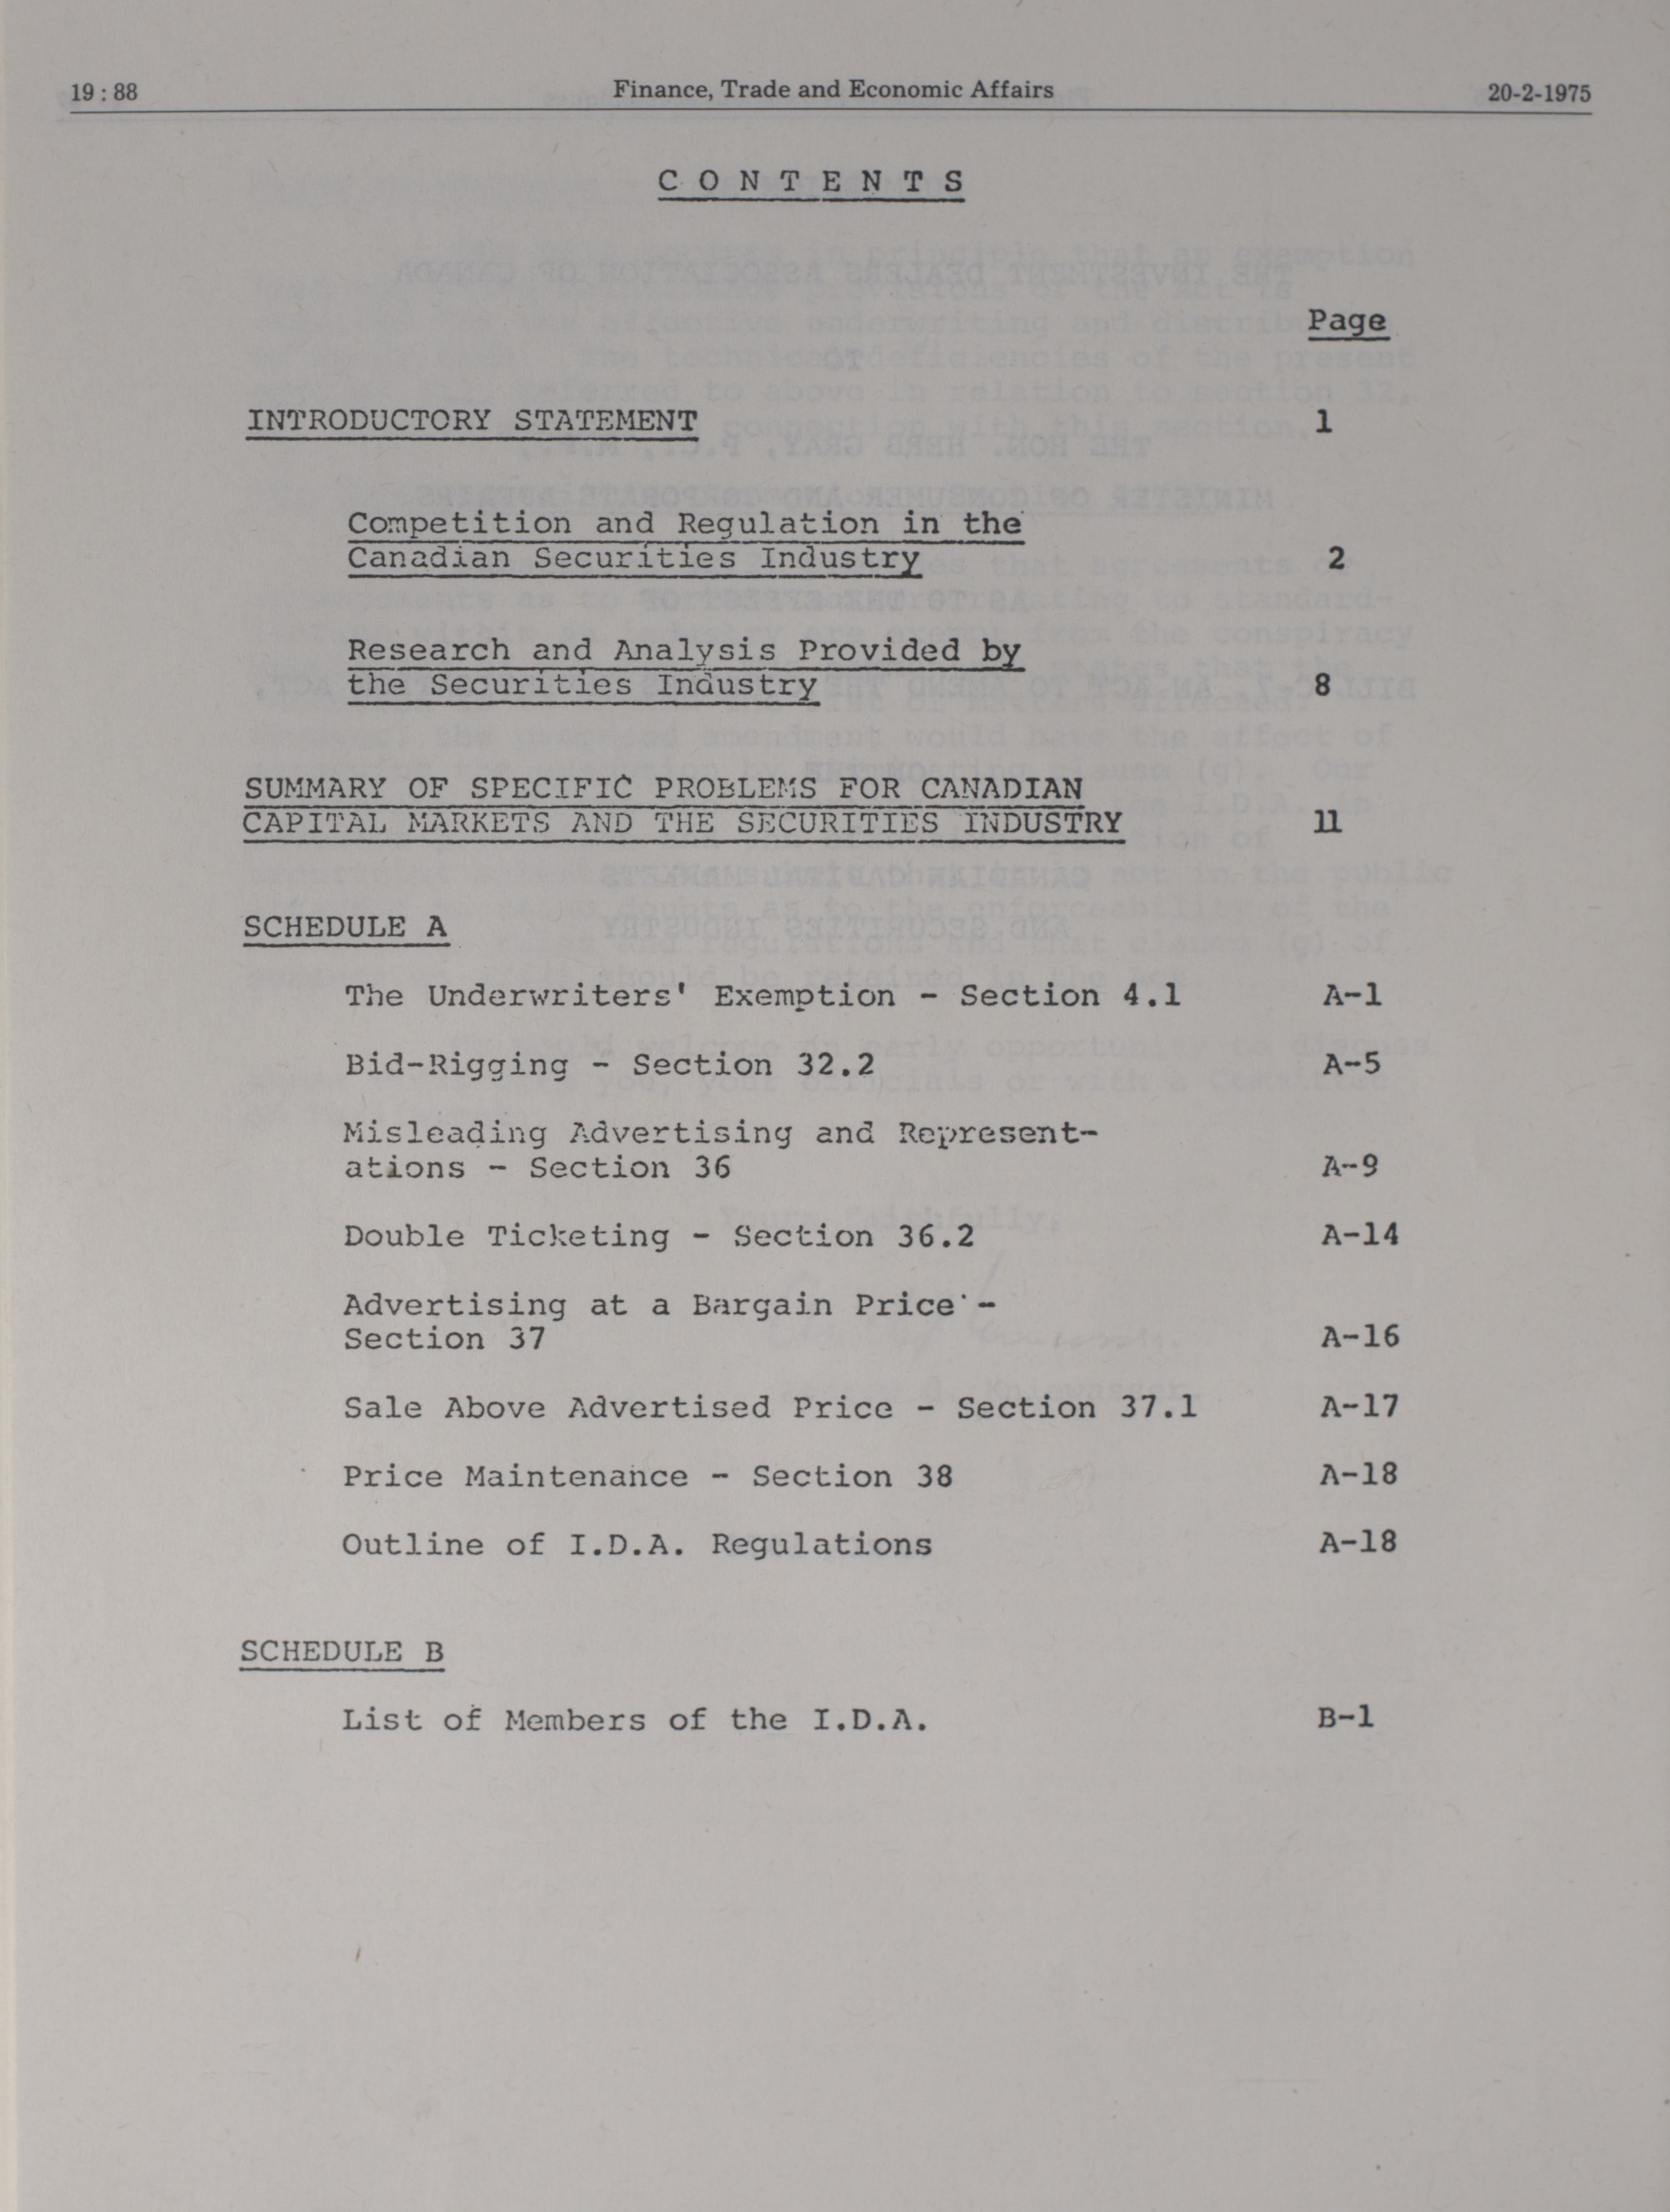 19 : 88 Finance, Trade and Economic Affairs 20-2-1975
C O N T E N T S
Page
INTRODUCTORY STATEMENT 1
Competition and Regulation in the
Canadian Securities Industry 2
Research and Analysis Provided by
the Securities Industry 8
SUMMARY OF SPECIFIC PROBLEMS FOR CANADIAN
CAPITAL MARKETS AND THE SECURITIES INDUSTRY 11
SCHEDULE A
The Underwriters' Exemption - Section 4.1 A-1
Bid-Rigging - Section 32.2 A-5
Misleading Advertising and Represent-
ations - Section 36 A-9
Double Ticketing - Section 36.2 A-14
Advertising at a Bargain Price -
Section 37 A-16
Sale Above Advertised Price - Section 37.1 A-17
Price Maintenance - Section 38 A-18
Outline of I.D.A. Regulations A-18
SCHEDULE B
List of Members of the I.D.A. B-1